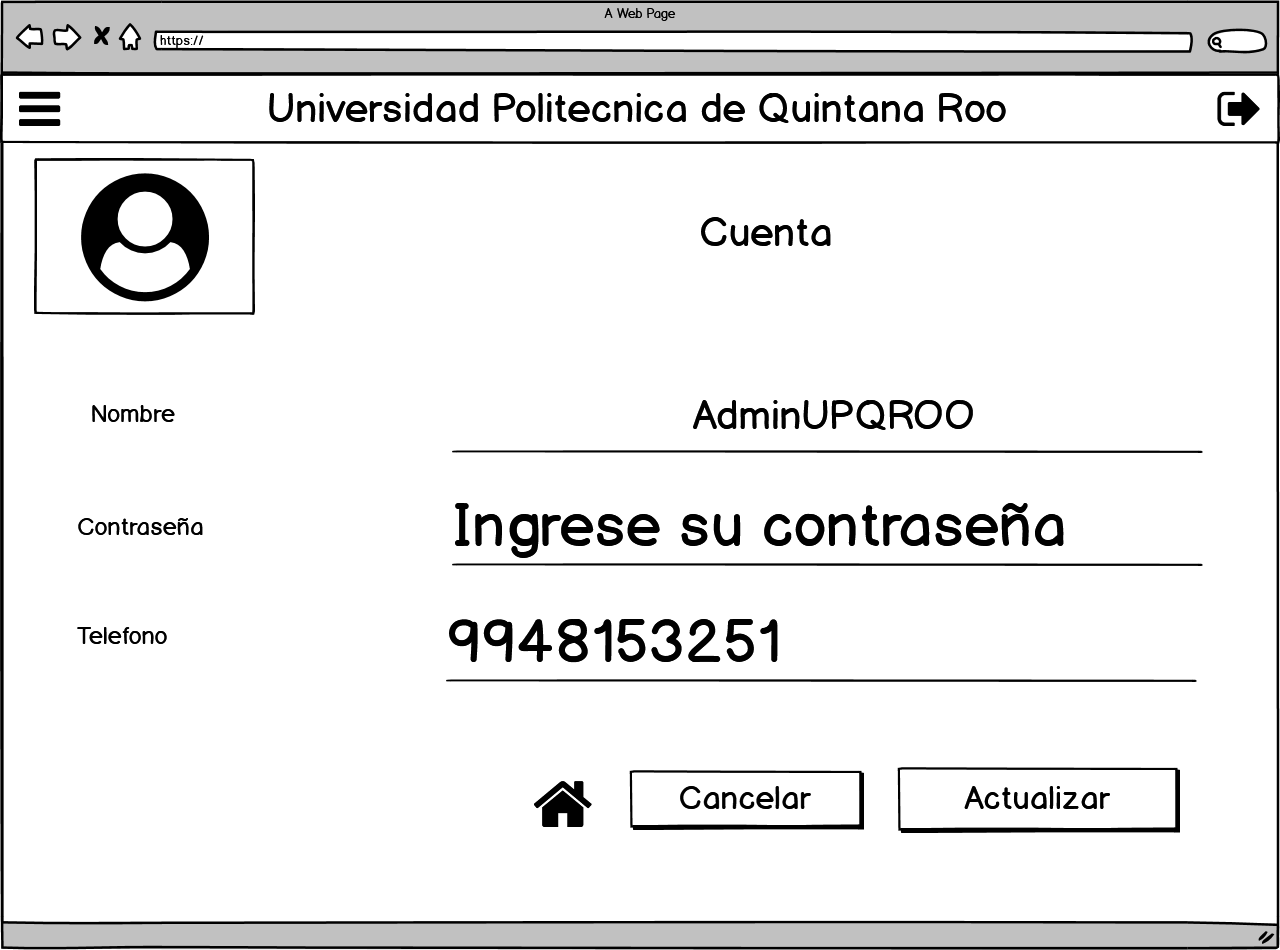 A Web Page
https://
Universidad Politecnica de Quintana Roo
Cuenta
Nombre
AdminUPQROO
Contraseña
Ingrese su contraseña
Telefono
9948153251
Cancelar
Actualizar